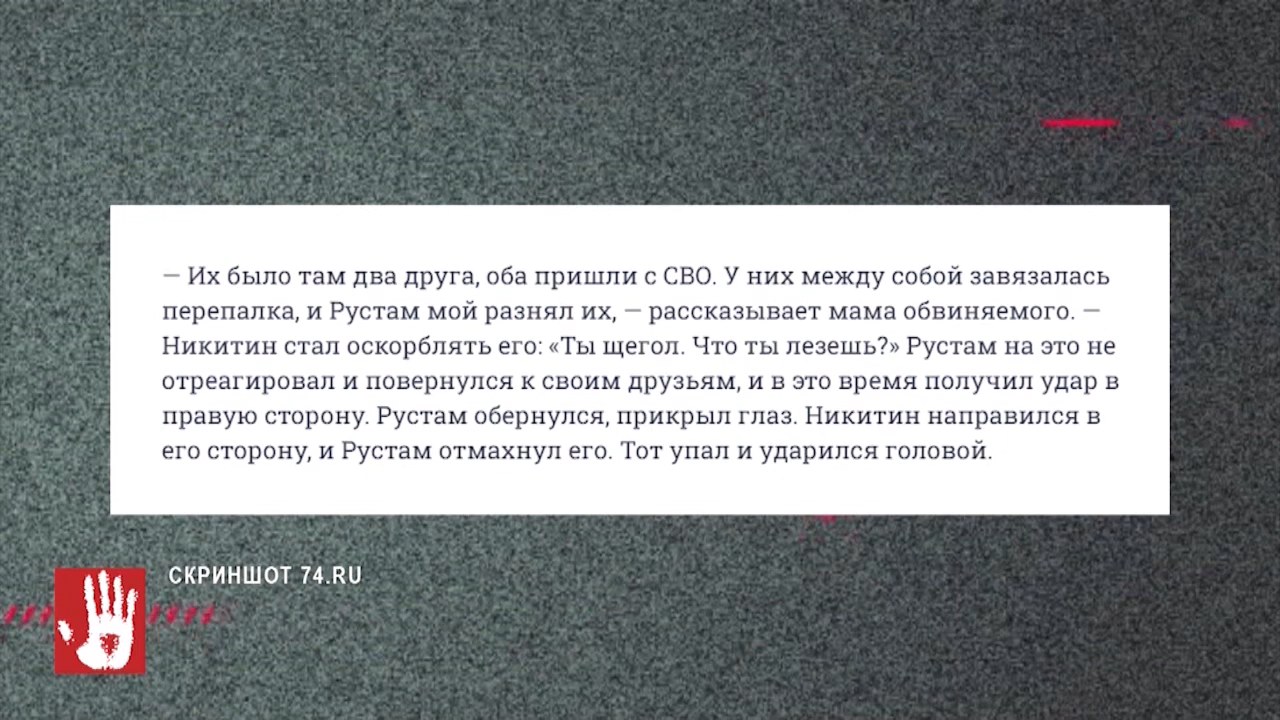 — Их было там два друга, оба пришли с СВО. У них между собой завязалась
перепалка, и Рустам мой разнял их, — рассказывает мама обвиняемого. —
Никитин стал оскорблять его: «Ты щегол. Что ты лезешь?» Рустам на это не
отреагировал и повернулся к своим друзьям, и в это время получил удар в
правую сторону. Рустам обернулся, прикрыл глаз. Никитин направился в
его сторону, и Рустам отмахнул его. Тот упал и ударился головой.
СКРИНШОТ 74.RU